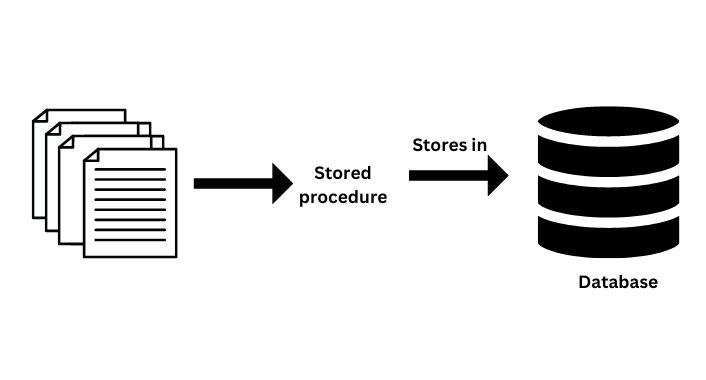 Stores in
Stored
procedure
Database